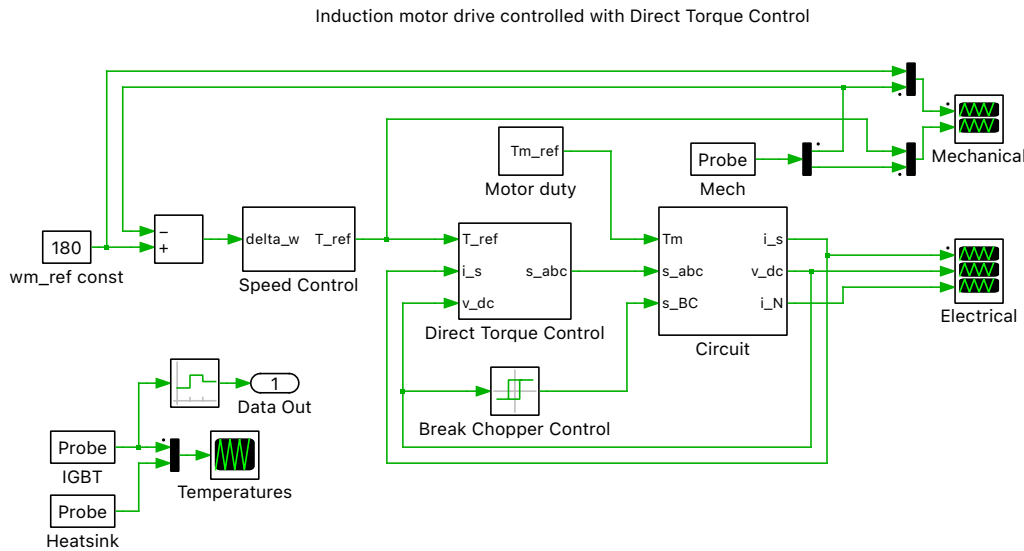 Induction motor drive controlled with Direct Torque Control
Mechanical
Tm_ref
Motor duty
Probe
Mech
180
wm_ref const
−
+
delta_w T_ref
Speed Control
T_ref
i_s s_abc
v_dc
Direct Torque Control
Tm i_s
s_abc v_dc
s_BC i_N
Circuit
Electrical
Break Chopper Control
1
Data Out
Probe
IGBT
Temperatures
Probe
Heatsink